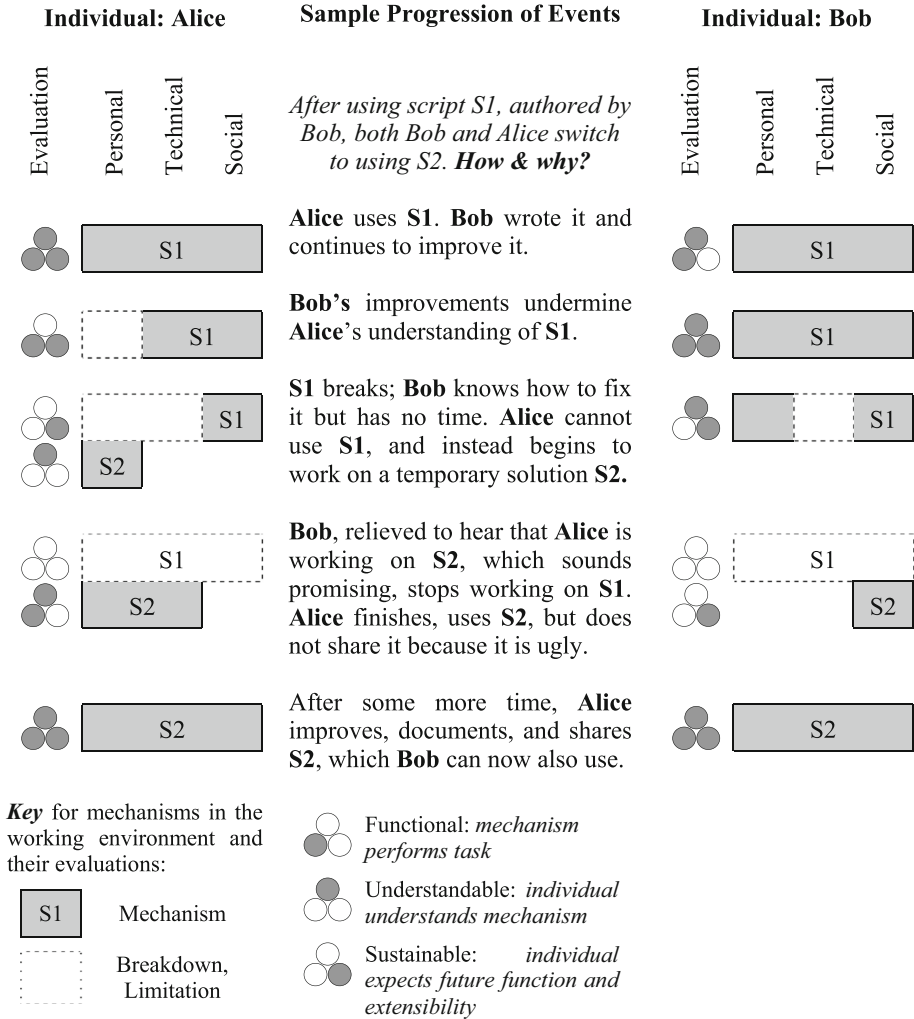 Individual: Alice
Sample Progression of Events
Individual: Bob
Evaluation
Personal
Technical
Social
After using script S1, authored by
Bob, both Bob and Alice switch
to using S2. How & why?
Evaluation
Personal
Technical
Social
S1
Alice uses S1. Bob wrote it and
continues to improve it.
S1
S1
Bob's improvements undermine
Alice's understanding of S1.
S1
S1
S2
S1 breaks; Bob knows how to fix
it but has no time. Alice cannot
use S1, and instead begins to
work on a temporary solution S2.
S1
S1
S2
Bob, relieved to hear that Alice is
working on S2, which sounds
promising, stops working on S1.
Alice finishes, uses S2, but does
not share it because it is ugly.
S1
S2
S2
After some more time, Alice
improves, documents, and shares
S2, which Bob can now also use.
S2
Key for mechanisms in the
working environment and
their evaluations:
S1
Mechanism
Breakdown,
Limitation
Functional: mechanism
performs task
Understandable: individual
understands mechanism
Sustainable: individual
expects future function and
extensibility